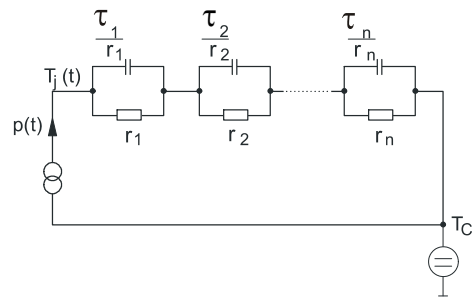 τ1 τ2 τn
r1 r2 rn
Tj (t)
p(t)
r1 r2 rn
TC